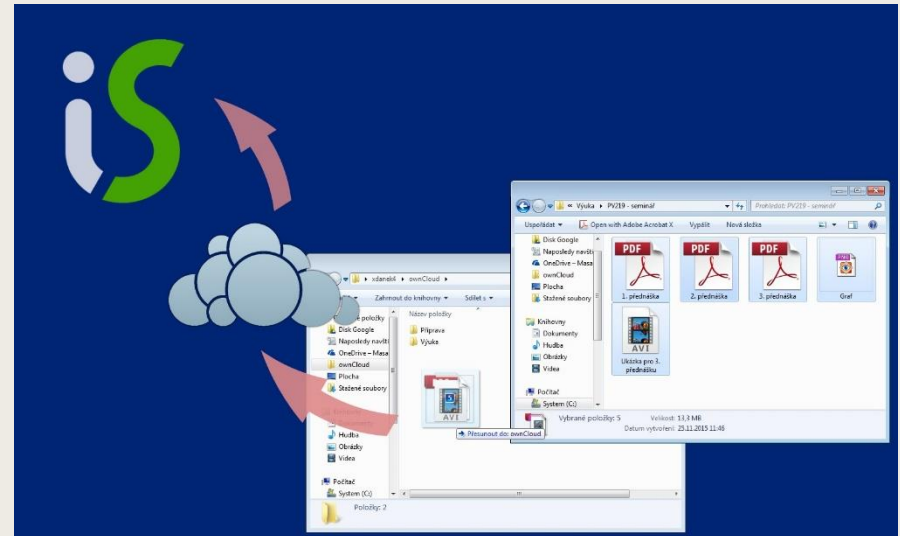 iS
Výuka ▸ PV219 - seminář
Prohledat: PV219 - seminář
Uspořádat ▾ Open with Adobe Acrobat X Vypálit Nová složka
Disk Google
Naposledy navští
OneDrive – Masa
ownCloud
Plocha
Stažené soubory
Knihovny
Dokumenty
Hudba
Obrázky
Videa
Počítač
System (C:)
PDF PDF PDF
1. přednáška 2. přednáška 3. přednáška Graf
AVI
Ukázka pro 3.
přednášku
Vybrané položky: 5 Velikost: 13,3 MB
Datum vytvoření: 25.11.2015 11:46
▸ ownCloud ▸
Zahrnout do knihovny ▾ Sdílet s ▾
Název položky
Příprava
Výuka
položky
Disk Google
Naposledy navští
OneDrive – Masa
ownCloud
Plocha
Stažené soubory
Hudba
Obrázky
Videa
Počítač
System (C:)
5
AVI
Přesunout do: ownCloud
Položky: 2